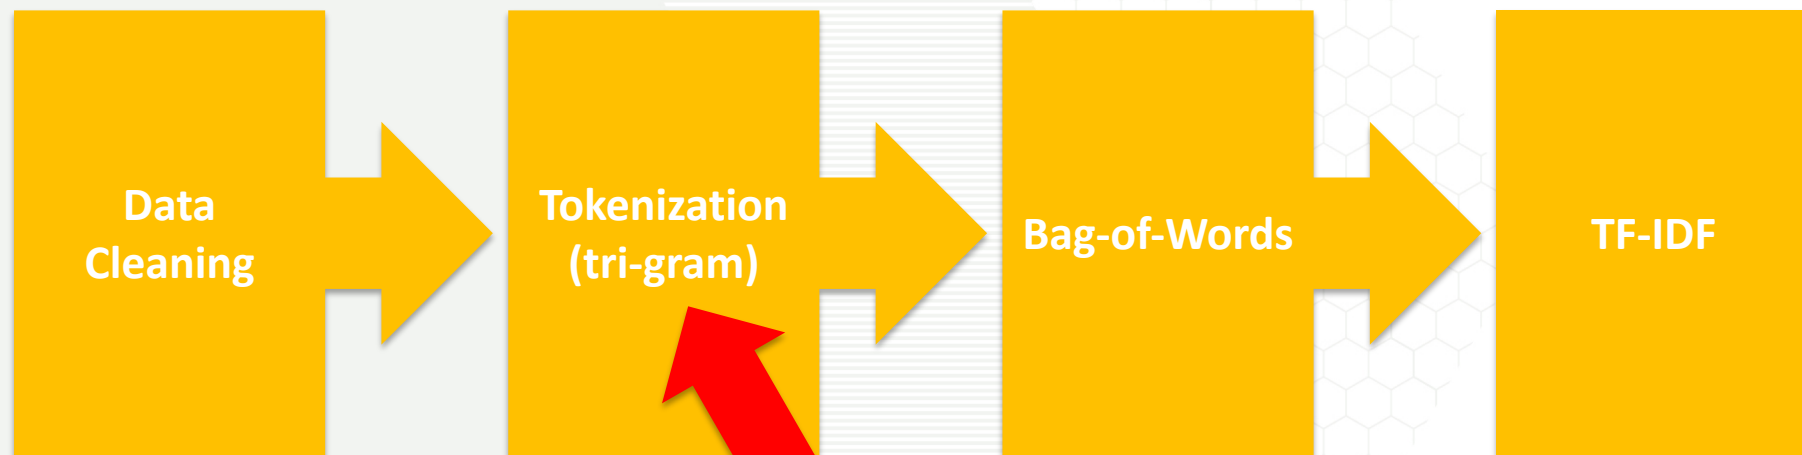 Data
Cleaning
Tokenization
(tri-gram)
Bag-of-Words
TF-IDF